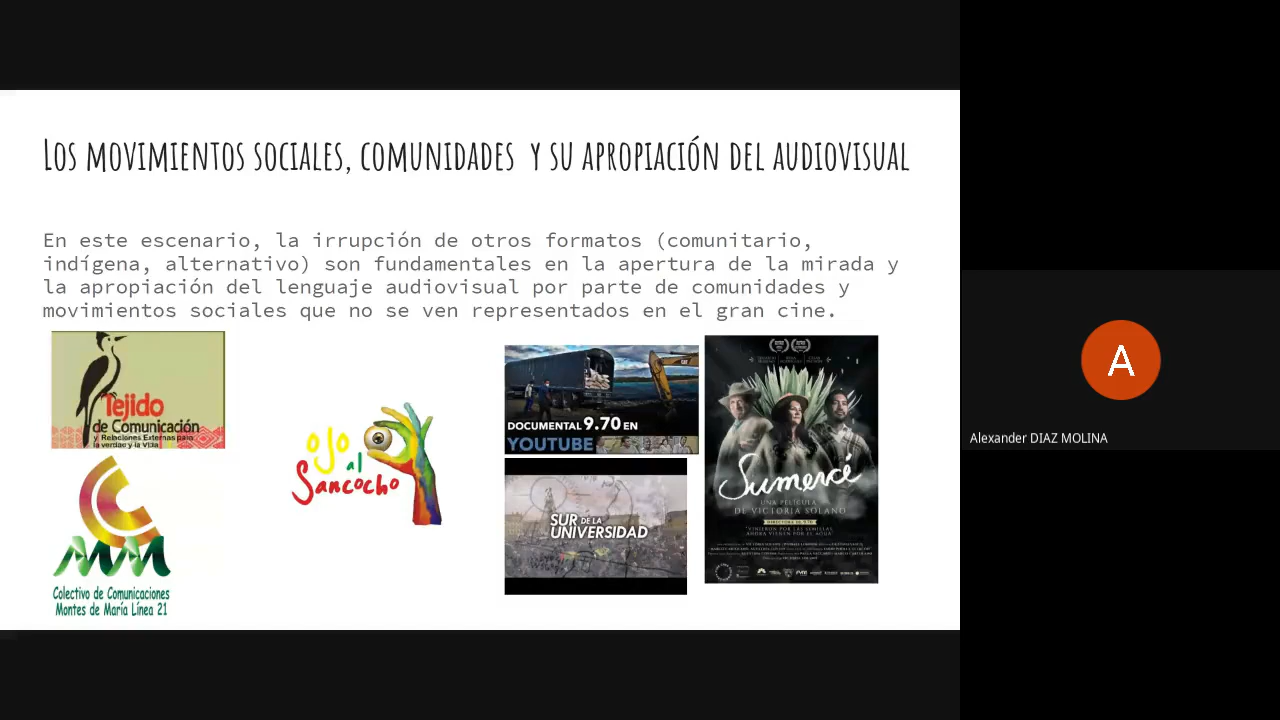 Los movimientos sociales, comunidades y su apropiación del audiovisual
En este escenario, la irrupción de otros formatos (comunitario,
indígena, alternativo) son fundamentales en la apertura de la mirada y
la apropiación del lenguaje audiovisual por parte de comunidades y
movimientos sociales que no se ven representados en el gran cine.
Tejido
de Comunicación
y Relaciones Externas para
la verdad y la Vida
Colectivo de Comunicaciones
Montes de María Línea 21
ojo
al
Sancocho
DOCUMENTAL 9.70 EN
YOUTUBE
SUR DE LA
UNIVERSIDAD
Sumercé
UNA PELÍCULA
DE VICTORIA SOLANO
A
Alexander DIAZ MOLINA